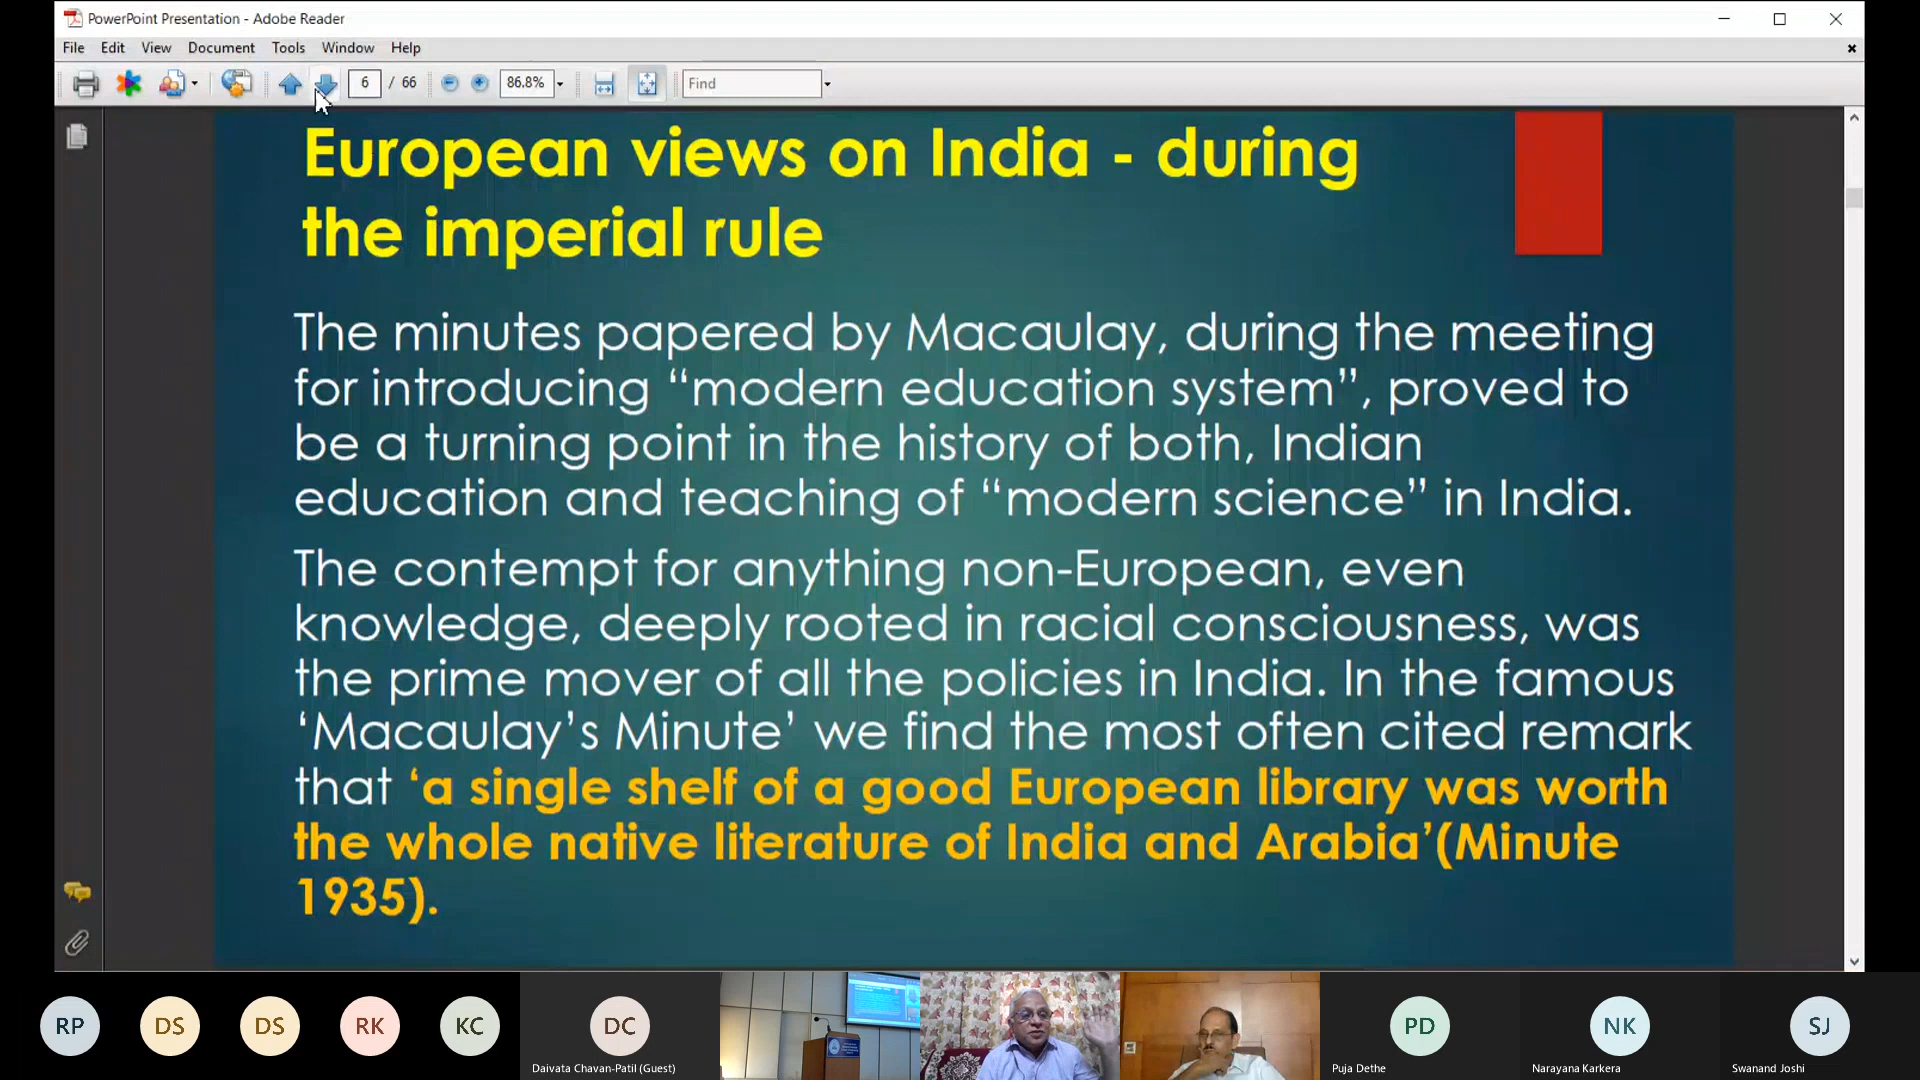 PowerPoint Presentation - Adobe Reader
File Edit View Document Tools Window Help
6 / 66 86.8% Find
European views on India - during
the imperial rule
The minutes papered by Macaulay, during the meeting
for introducing “modern education system”, proved to
be a turning point in the history of both, Indian
education and teaching of “modern science” in India.
The contempt for anything non-European, even
knowledge, deeply rooted in racial consciousness, was
the prime mover of all the policies in India. In the famous
‘Macaulay’s Minute’ we find the most often cited remark
that ‘a single shelf of a good European library was worth
the whole native literature of India and Arabia’(Minute
1935).
RP DS DS RK KC DC PD NK SJ
Daivata Chavan-Patil (Guest) Puja Dethe Narayana Karkera Swanand Joshi